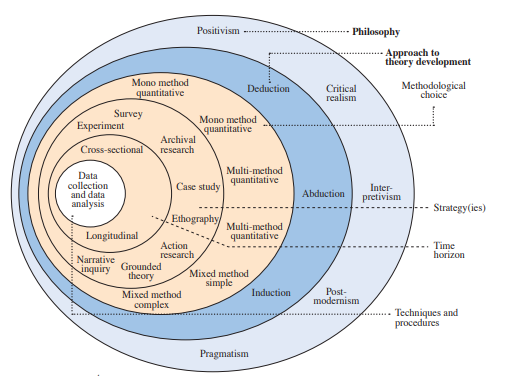 Positivism
Philosophy
Approach to
theory development
Mono method
quantitative
Deduction
Critical
realism
Methodological
choice
Survey
Experiment
Mono method
quantitative
Archival
research
Cross-sectional
Data
collection
and data
analysis
Case study
Multi-method
quantitative
Abduction
Inter-
pretivism
Strategy(ies)
Ethography
Multi-method
quantitative
Longitudinal
Action
research
Time
horizon
Narrative
inquiry
Grounded
theory
Mixed method
simple
Mixed method
complex
Induction
Post-
modernism
Techniques and
procedures
Pragmatism